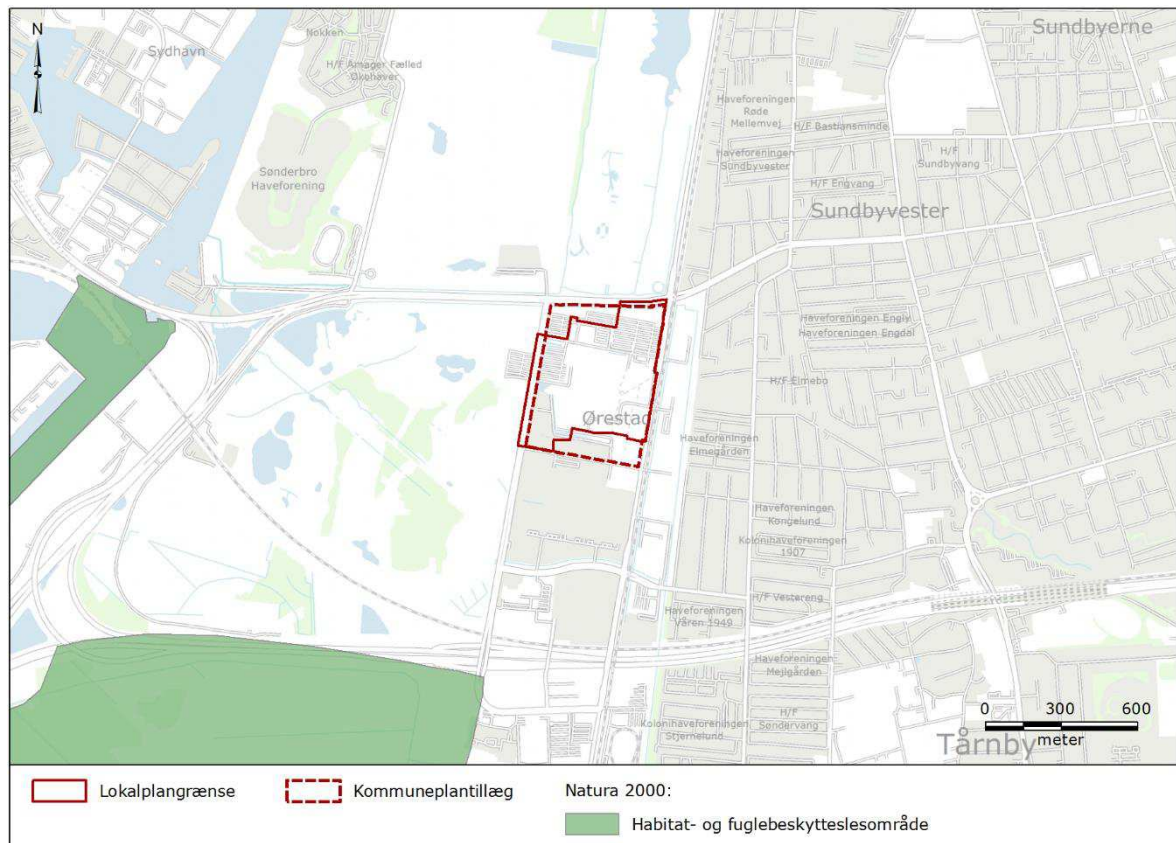 N
Sydhavn
Nokken
H/F Amager Fælled
Økehaver
Sundbyerne
Haveforeningen
Røde
Mellemvej
H/F Bastiansminde
Haveforeningen
Sundbyvester
H/F
Sundbyvang
H/F Engvang
Sønderbro
Haveforening
Sundbyvester
Haveforeningen Engly
Haveforeningen Engdal
H/F Elmebo
Ørestad
Haveforeningen
Elmegården
Haveforeningen
Kongelund
Kolonihaveforeningen
1907
H/F Vestereng
Haveforeningen
Våren 1949
Haveforeningen
Mejlgården
H/F
Søndervang
Kolonihaveforeningen
Stjernelund
0 300 600
meter
Tårnby
Lokalplangrænse
Kommuneplantillæg
Natura 2000:
Habitat- og fuglebeskytteslesområde